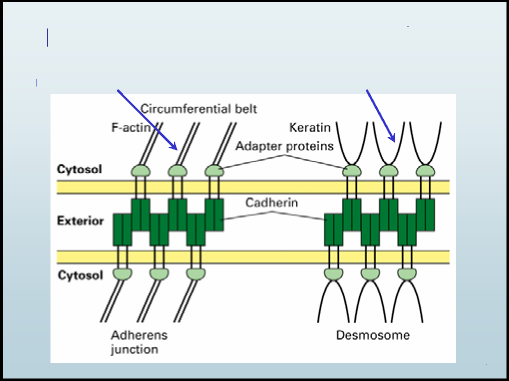 Circumferential belt
F-actin
Keratin
Adapter proteins
Cytosol
Cadherin
Exterior
Cytosol
Adherens
junction
Desmosome